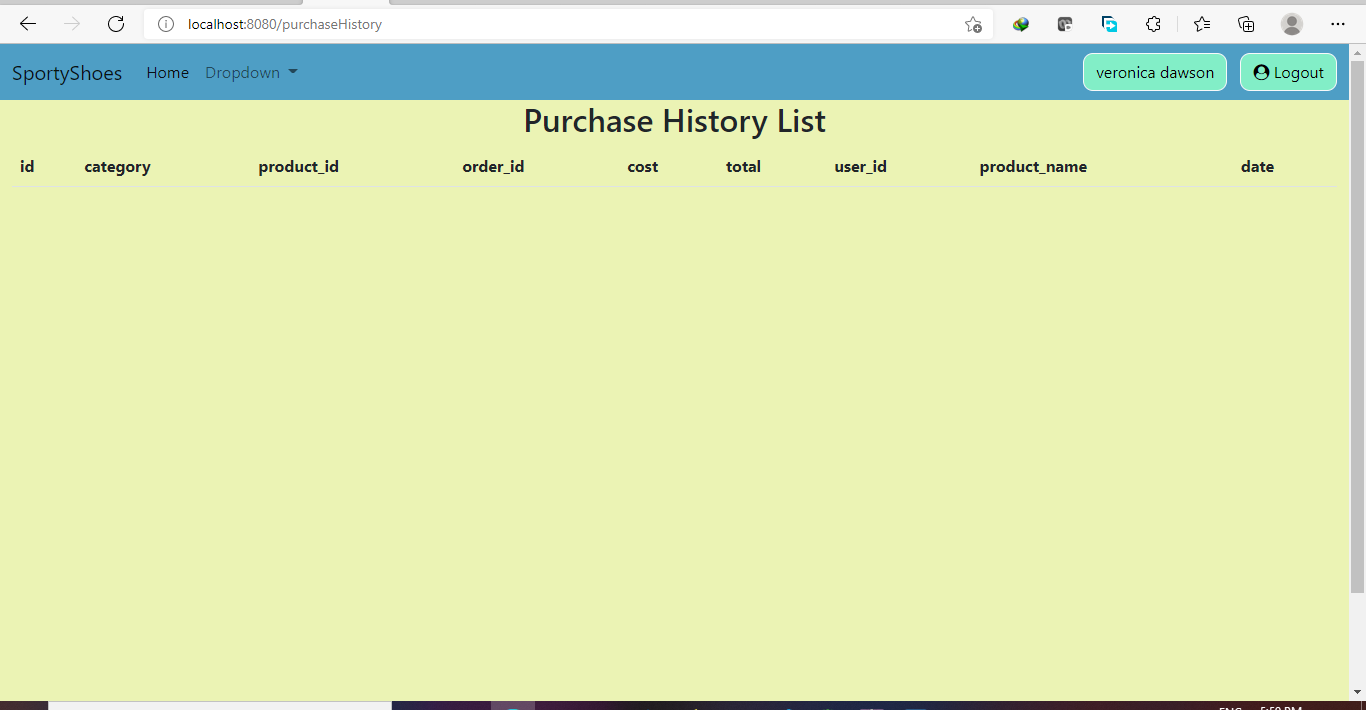 localhost:8080/purchaseHistory
SportyShoes Home Dropdown veronica dawson Logout
Purchase History List
id category product_id order_id cost total user_id product_name date